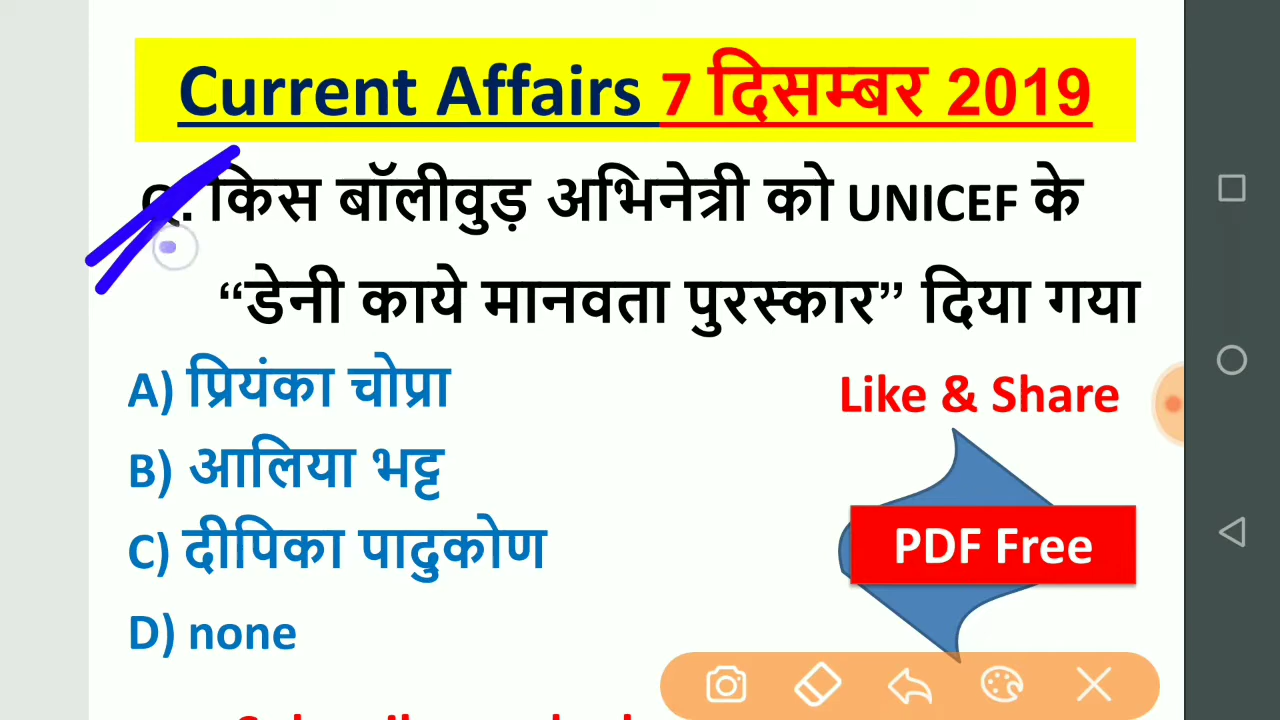 Current Affairs 7 दिसम्बर 2019
Q. किस बॉलीवुड़ अभिनेत्री को UNICEF के
“डेनी काये मानवता पुरस्कार” दिया गया
A) प्रियंका चोप्रा
Like & Share
B) आलिया भट्ट
C) दीपिका पादुकोण
PDF Free
D) none